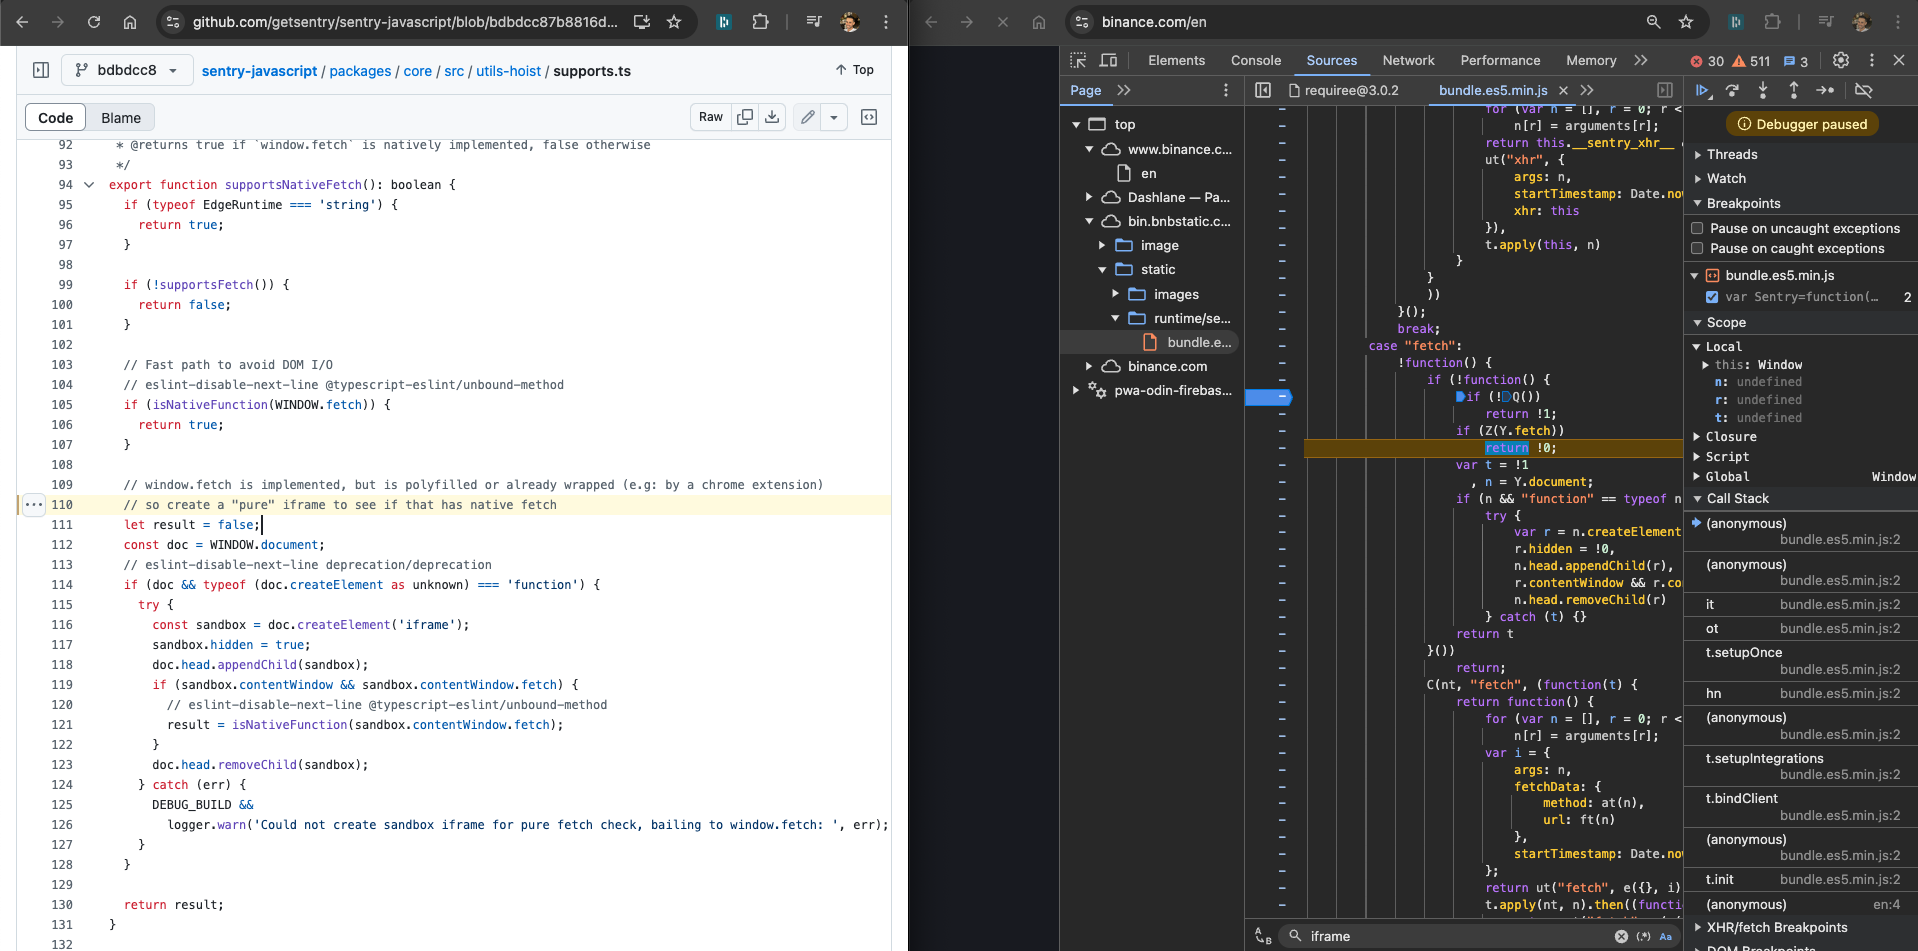 github.com/getsentry/sentry-javascript/blob/bdbdcc87b8816d...
bdbdcc8
sentry-javascript / packages / core / src / utils-hoist / supports.ts
Top
Code
Blame
Raw
92 * @returns true if `window.fetch` is natively implemented, false otherwise
93 */
94 export function supportsNativeFetch(): boolean {
95 if (typeof EdgeRuntime === 'string') {
96 return true;
97 }
98
99 if (!supportsFetch()) {
100 return false;
101 }
102
103 // Fast path to avoid DOM I/O
104 // eslint-disable-next-line @typescript-eslint/unbound-method
105 if (isNativeFunction(WINDOW.fetch)) {
106 return true;
107 }
108
109 // window.fetch is implemented, but is polyfilled or already wrapped (e.g: by a chrome extension)
110 // so create a "pure" iframe to see if that has native fetch
111 let result = false;
112 const doc = WINDOW.document;
113 // eslint-disable-next-line deprecation/deprecation
114 if (doc && typeof (doc.createElement as unknown) === 'function') {
115 try {
116 const sandbox = doc.createElement('iframe');
117 sandbox.hidden = true;
118 doc.head.appendChild(sandbox);
119 if (sandbox.contentWindow && sandbox.contentWindow.fetch) {
120 // eslint-disable-next-line @typescript-eslint/unbound-method
121 result = isNativeFunction(sandbox.contentWindow.fetch);
122 }
123 doc.head.removeChild(sandbox);
124 } catch (err) {
125 DEBUG_BUILD &&
126 logger.warn('Could not create sandbox iframe for pure fetch check, bailing to window.fetch: ', err);
127 }
128 }
129
130 return result;
131 }
132
binance.com/en
Elements
Console
Sources
Network
Performance
Memory
30
511
3
Page
top
www.binance.c...
en
Dashlane — Pa...
bin.bnbstatic.c...
image
static
images
runtime/se...
bundle.es...
binance.com
pwa-odin-firebas...
requiree@3.0.2
bundle.es5.min.js
for (var n = [], r = 0; r <
n[r] = arguments[r];
return this.__sentry_xhr__
ut("xhr", {
args: n,
startTimestamp: Date.now
xhr: this
}),
t.apply(this, n)
}
}
))
}();
break;
case "fetch":
!function() {
if (!function() {
if (!Q())
return !1;
if (Z(Y.fetch))
return !0;
var t = !1
, n = Y.document;
if (n && "function" == typeof n
try {
var r = n.createElement
r.hidden = !0,
n.head.appendChild(r),
r.contentWindow && r.co
n.head.removeChild(r)
} catch (t) {}
return t
}())
return;
C(nt, "fetch", (function(t) {
return function() {
for (var n = [], r = 0; r <
n[r] = arguments[r];
var i = {
args: n,
fetchData: {
method: at(n),
url: ft(n)
},
startTimestamp: Date.now
};
return ut("fetch", e({}, i)
t.apply(nt, n).then((functi
iframe
(.*)
Aa
Debugger paused
Threads
Watch
Breakpoints
Pause on uncaught exceptions
Pause on caught exceptions
bundle.es5.min.js
var Sentry=function(… 2
Scope
Local
this: Window
n: undefined
r: undefined
t: undefined
Closure
Script
Global Window
Call Stack
(anonymous)
bundle.es5.min.js:2
(anonymous)
bundle.es5.min.js:2
it bundle.es5.min.js:2
ot bundle.es5.min.js:2
t.setupOnce
bundle.es5.min.js:2
hn bundle.es5.min.js:2
(anonymous)
bundle.es5.min.js:2
t.setupIntegrations
bundle.es5.min.js:2
t.bindClient
bundle.es5.min.js:2
(anonymous)
bundle.es5.min.js:2
t.init bundle.es5.min.js:2
(anonymous) en:4
XHR/fetch Breakpoints
DOM Breakpoints